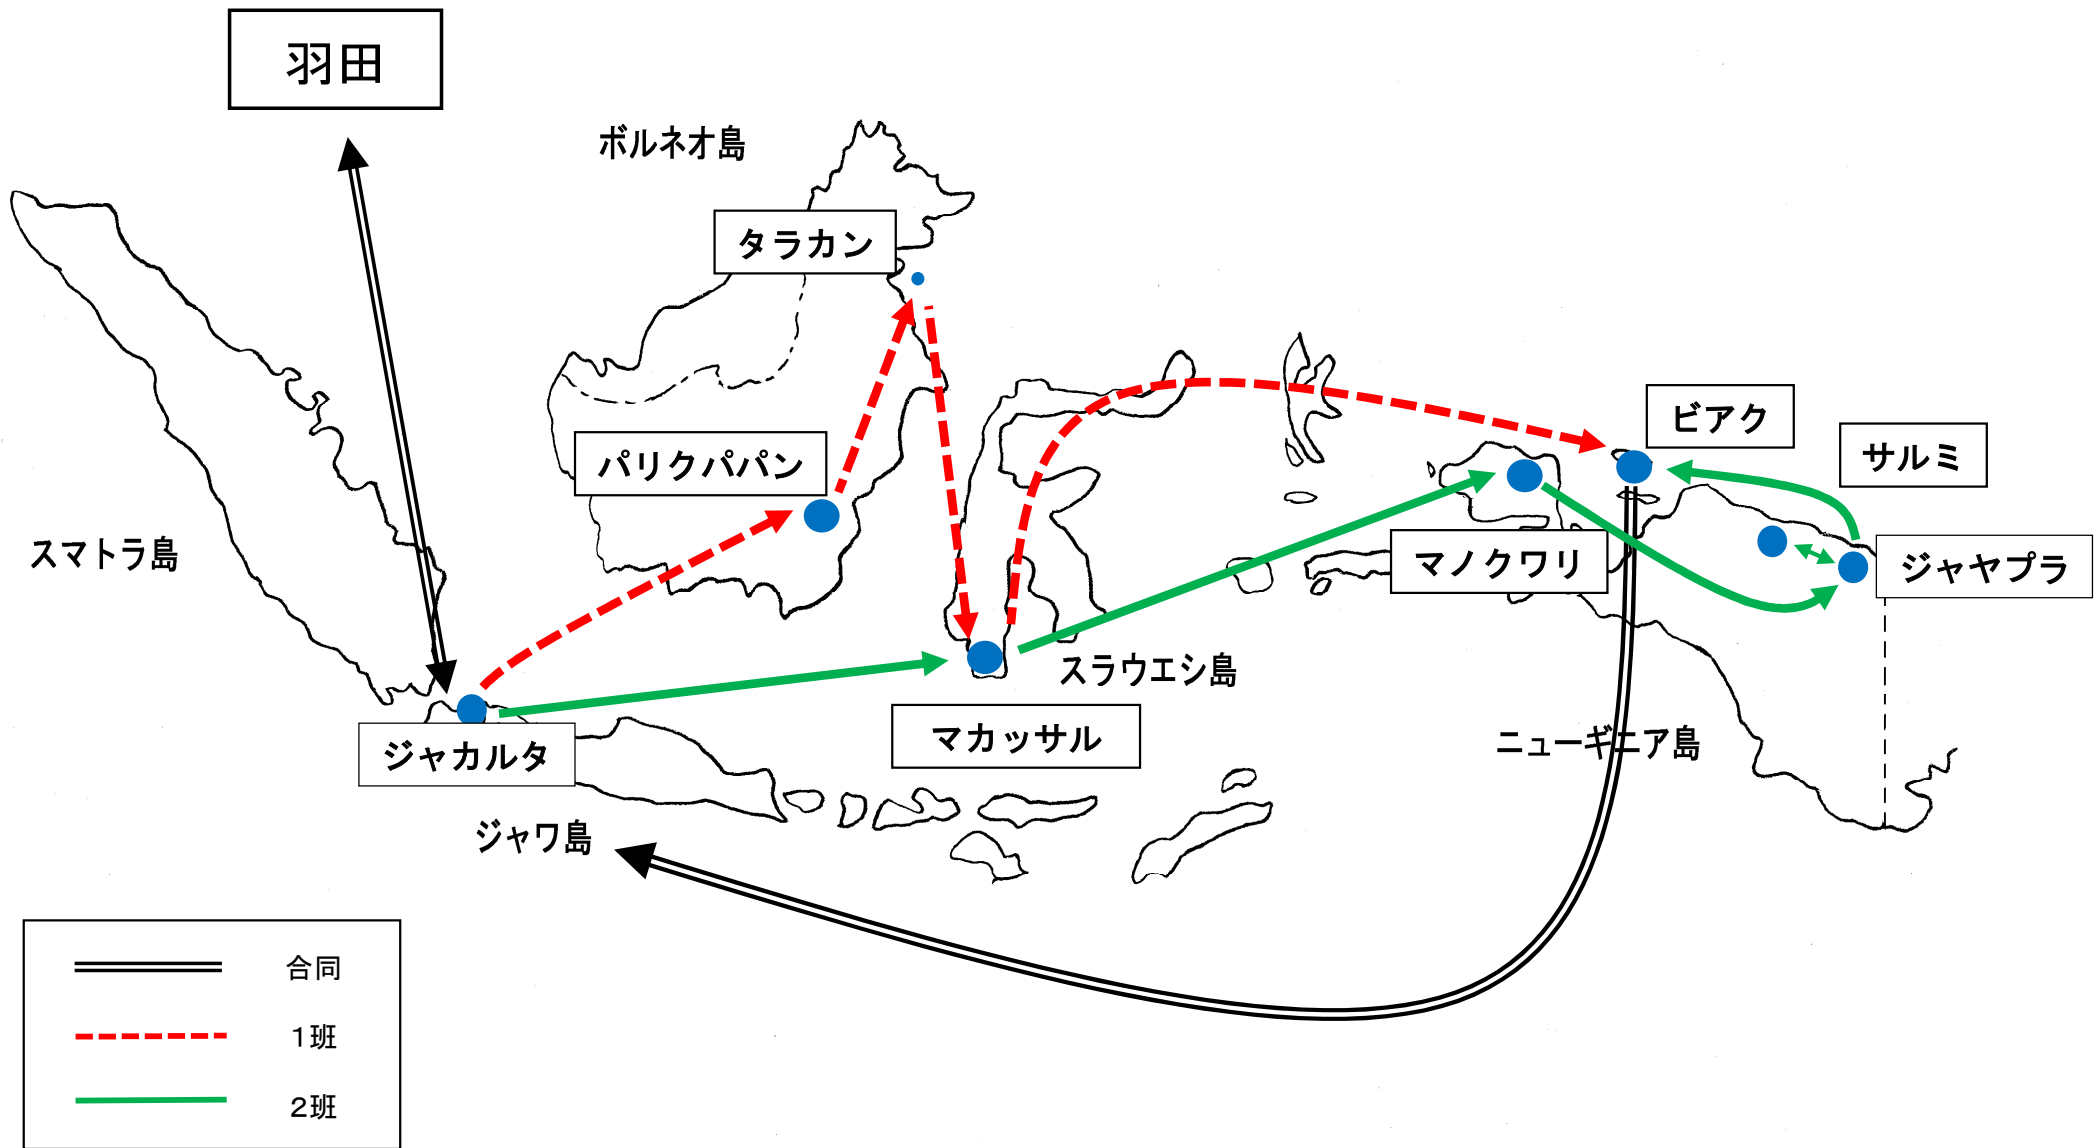 羽田
ボルネオ島
タラカン
ビアク
サルミ
パリクパパン
スマトラ島
マノクワリ
ジャヤプラ
スラウエシ島
マカッサル
ニューギニア島
ジャカルタ
ジャワ島
合同
1班
2班